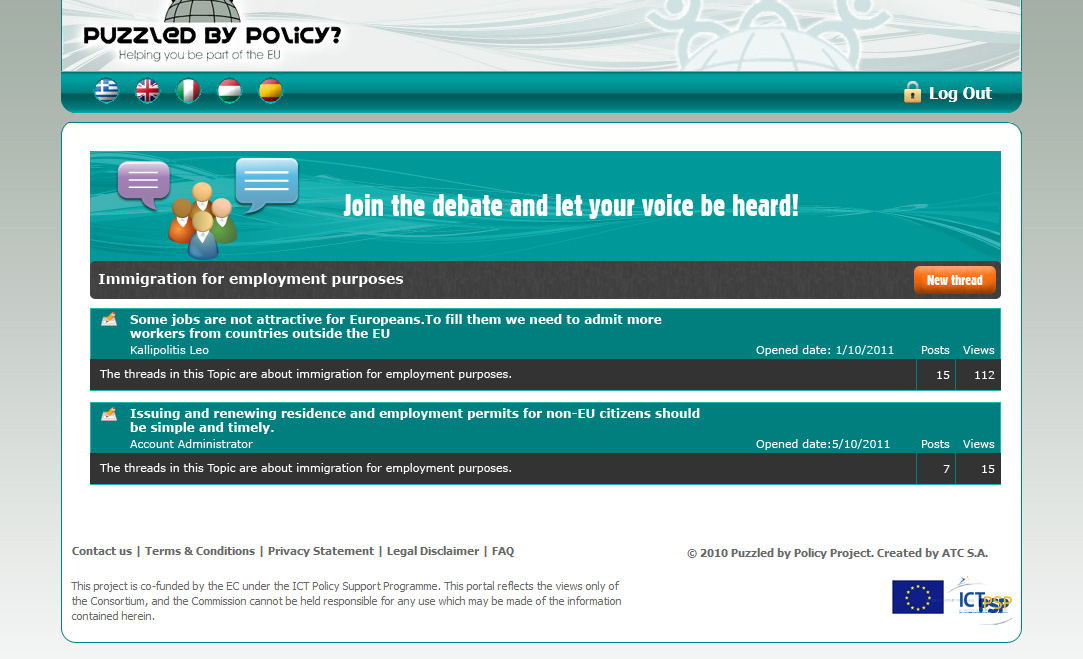 PUZZLED BY POLICY?
Helping you be part of the EU
Log Out
Join the debate and let your voice be heard!
Immigration for employment purposes
New thread
Some jobs are not attractive for Europeans.To fill them we need to admit more
workers from countries outside the EU
Kallipolitis Leo
Opened date: 1/10/2011 Posts Views
The threads in this Topic are about immigration for employment purposes.
15 112
Issuing and renewing residence and employment permits for non-EU citizens should
be simple and timely.
Account Administrator
Opened date:5/10/2011 Posts Views
The threads in this Topic are about immigration for employment purposes.
7 15
Contact us | Terms & Conditions | Privacy Statement | Legal Disclaimer | FAQ
© 2010 Puzzled by Policy Project. Created by ATC S.A.
This project is co-funded by the EC under the ICT Policy Support Programme. This portal reflects the views only of
the Consortium, and the Commission cannot be held responsible for any use which may be made of the information
contained herein.
ICT PSP